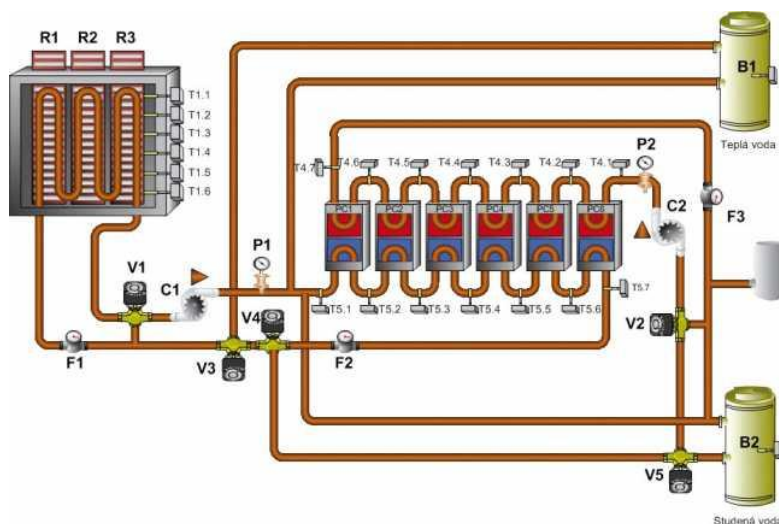 R1 R2 R3
T1.1
T1.2
T1.3
T1.4
T1.5
T1.6
B1
Teplá voda
T4.7 T4.6 T4.5 T4.4 T4.3 T4.2 T4.1
P2
C2
F3
PC1 PC2 PC3 PC4 PC5 PC6
P1
V1
C1
V4
T5.1 T5.2 T5.3 T5.4 T5.5 T5.6
T5.7
V2
F1
V3
F2
B2
V5
Studená voda